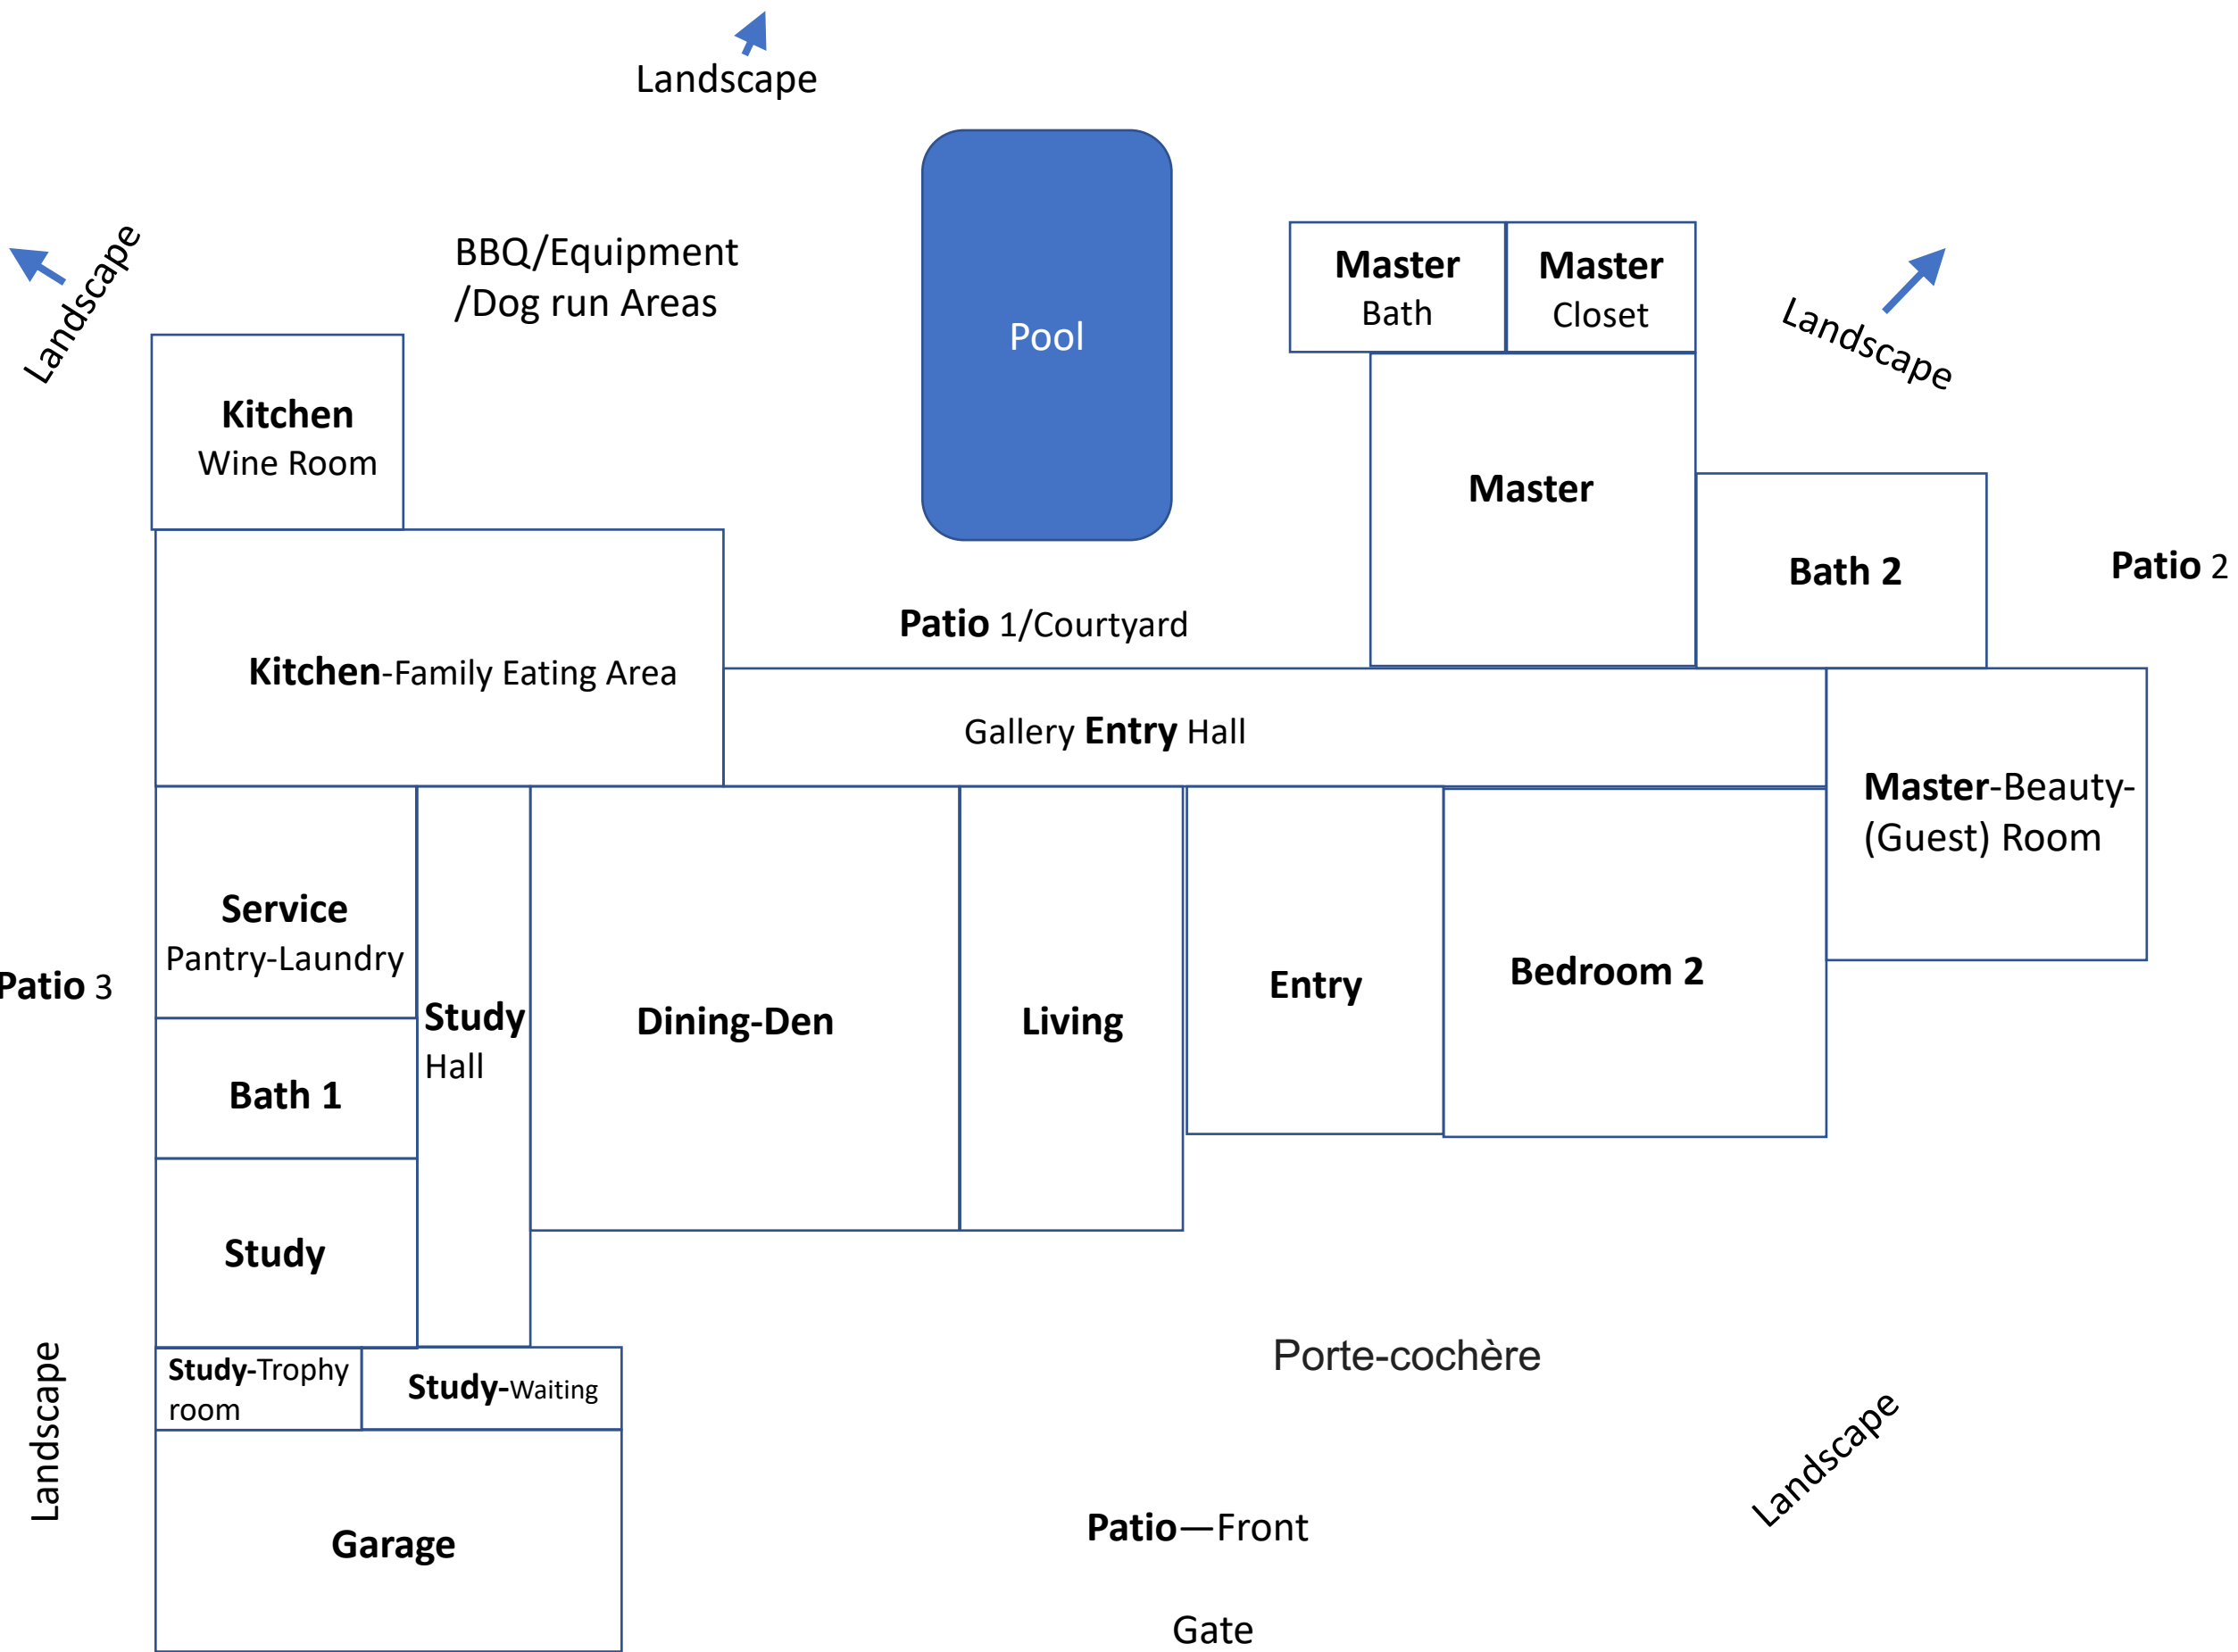 Landscape
Landscape
BBQ/Equipment
/Dog run Areas
Pool
Master
Bath
Master
Closet
Landscape
Kitchen
Wine Room
Master
Bath 2
Patio 2
Patio 1/Courtyard
Kitchen-Family Eating Area
Gallery Entry Hall
Master-Beauty-
(Guest) Room
Service
Pantry-Laundry
Patio 3
Study
Hall
Dining-Den
Living
Entry
Bedroom 2
Bath 1
Study
Landscape
Study-Trophy
room
Study-Waiting
Porte-cochère
Landscape
Garage
Patio—Front
Gate